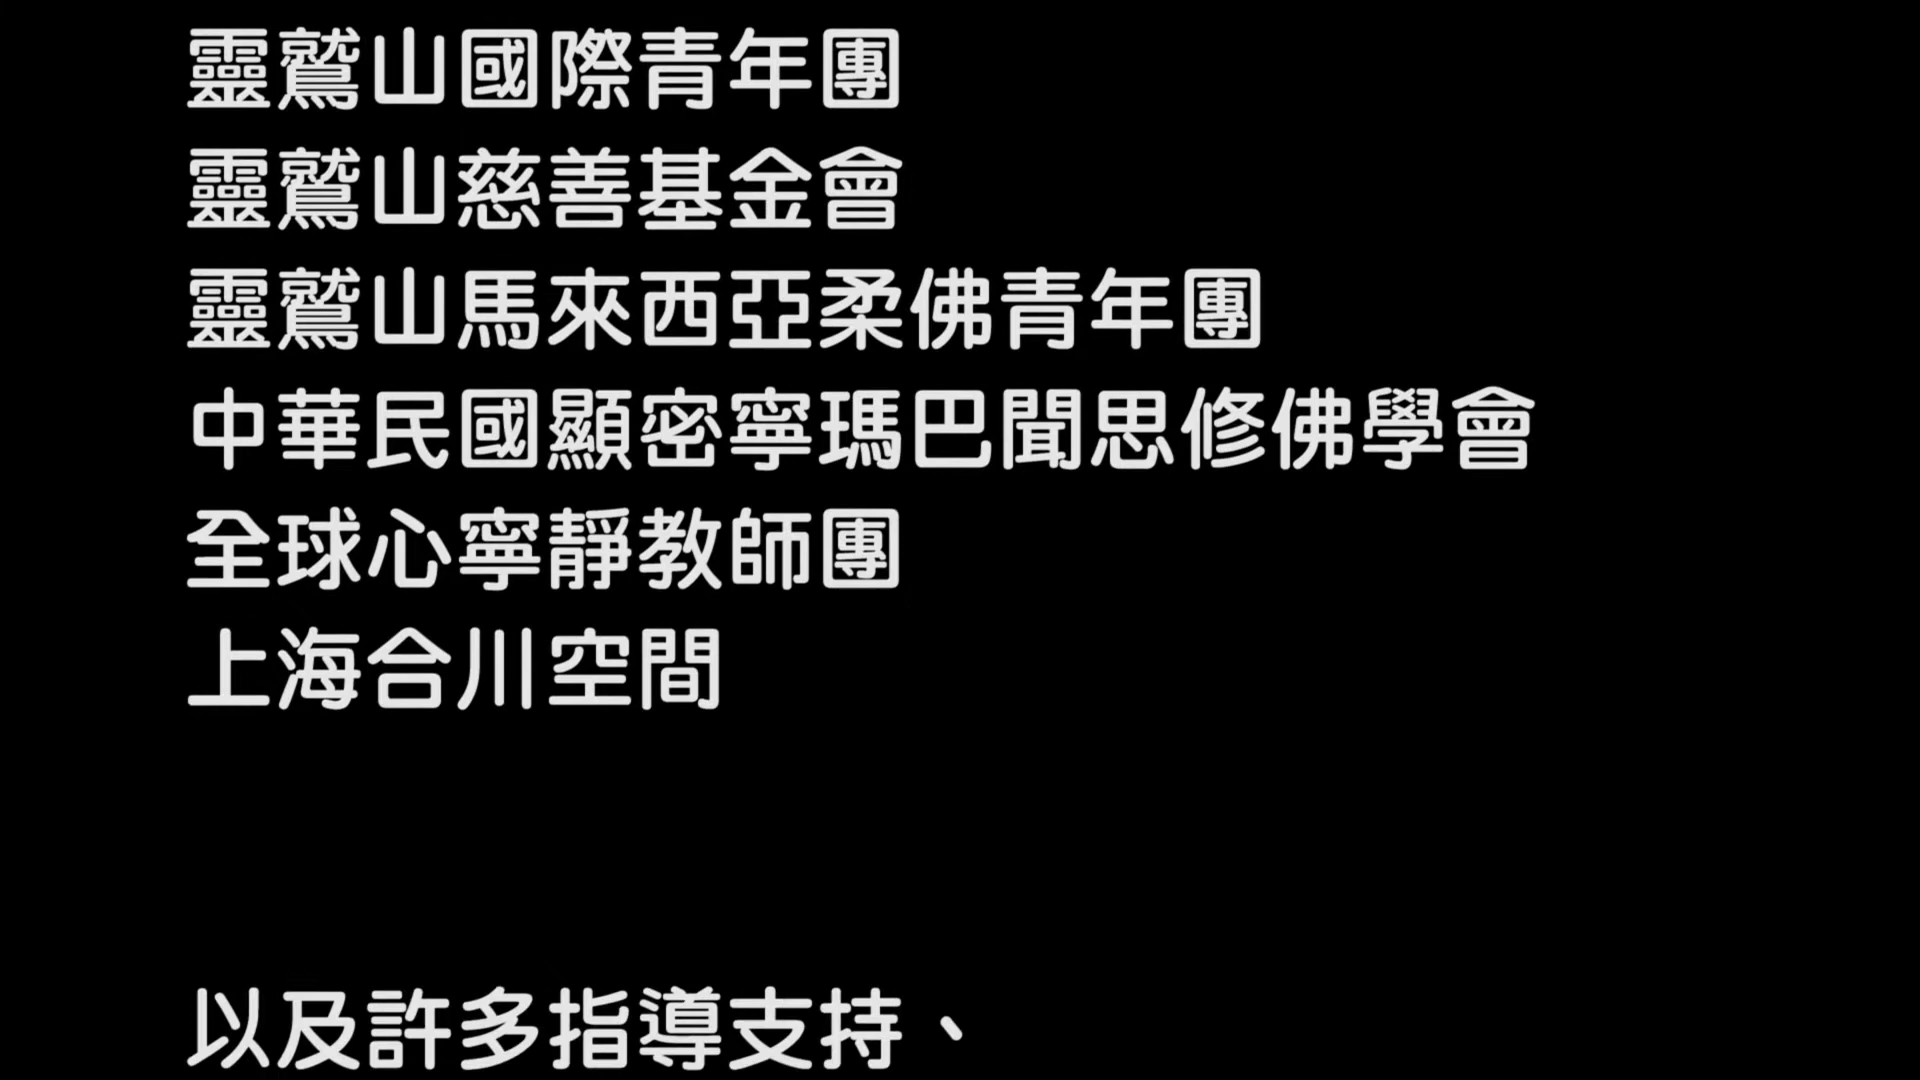 靈鷲山國際青年團
靈鷲山慈善基金會
靈鷲山馬來西亞柔佛青年團
中華民國顯密寧瑪巴聞思修佛學會
全球心寧靜教師團
上海合川空間
以及許多指導支持、